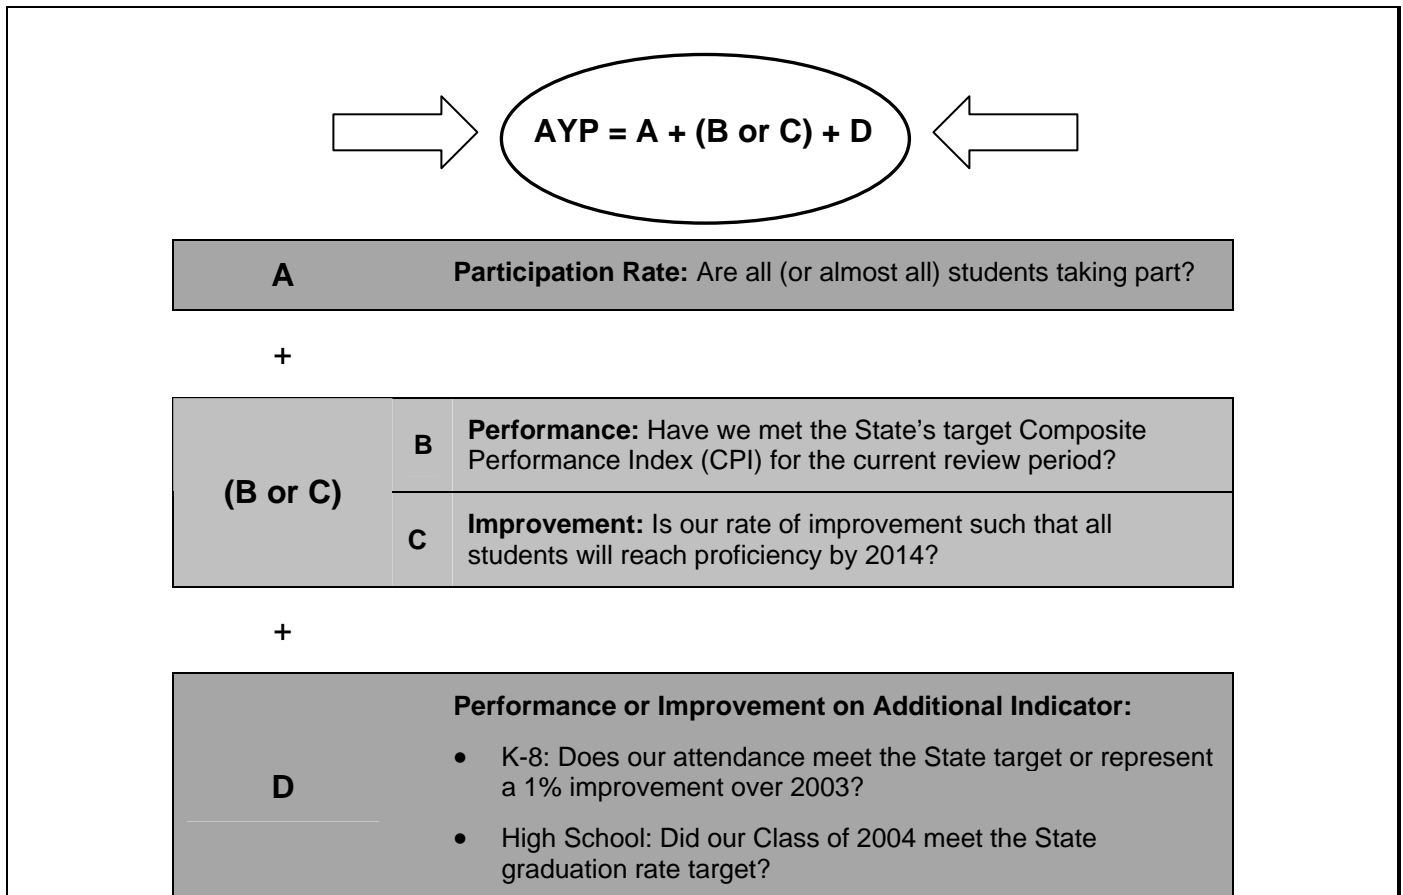 AYP = A + (B or C) + D
A
Participation Rate: Are all (or almost all) students taking part?
+
(B or C)
B
Performance: Have we met the State’s target Composite
Performance Index (CPI) for the current review period?
C
Improvement: Is our rate of improvement such that all
students will reach proficiency by 2014?
+
D
Performance or Improvement on Additional Indicator:
• K-8: Does our attendance meet the State target or represent
a 1% improvement over 2003?
• High School: Did our Class of 2004 meet the State
graduation rate target?